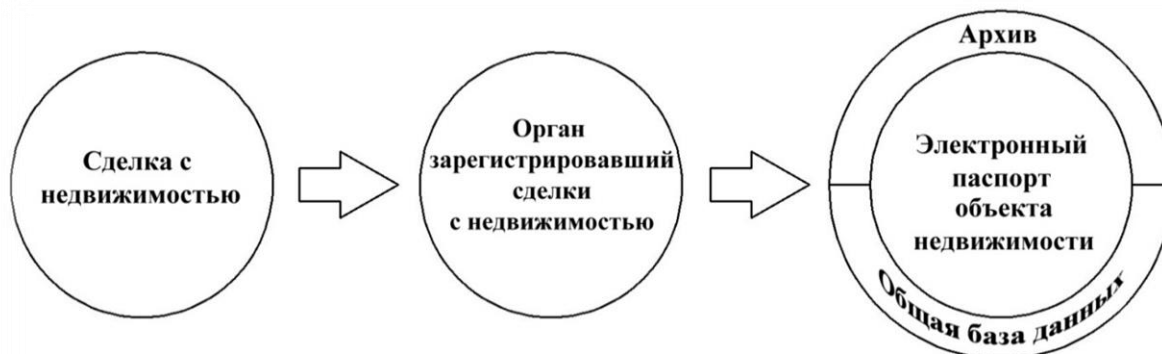 Сделка с
недвижимостью
Орган
зарегистрировавший
сделки
с недвижимостью
Архив
Электронный
паспорт
объекта
недвижимости
Общая база данных